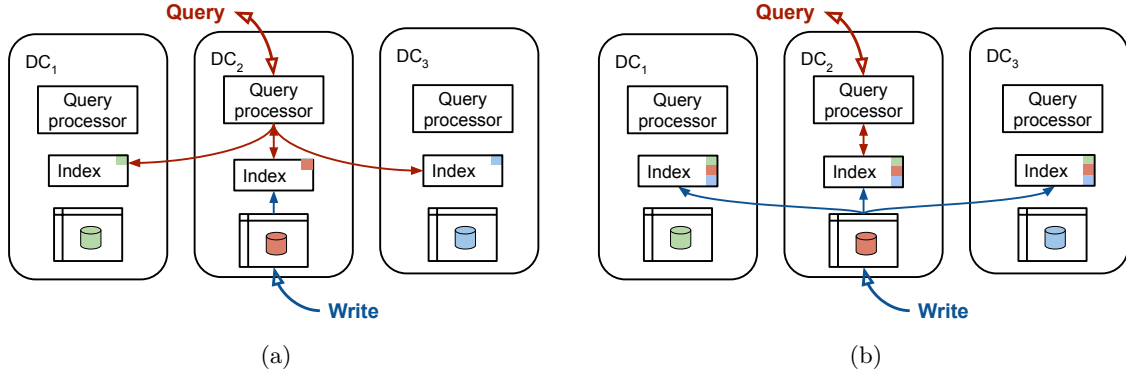 Query
DC1
Query
processor
Index
DC2
Query
processor
Index
DC3
Query
processor
Index
Write
(a)
Query
DC1
Query
processor
Index
DC2
Query
processor
Index
DC3
Query
processor
Index
Write
(b)